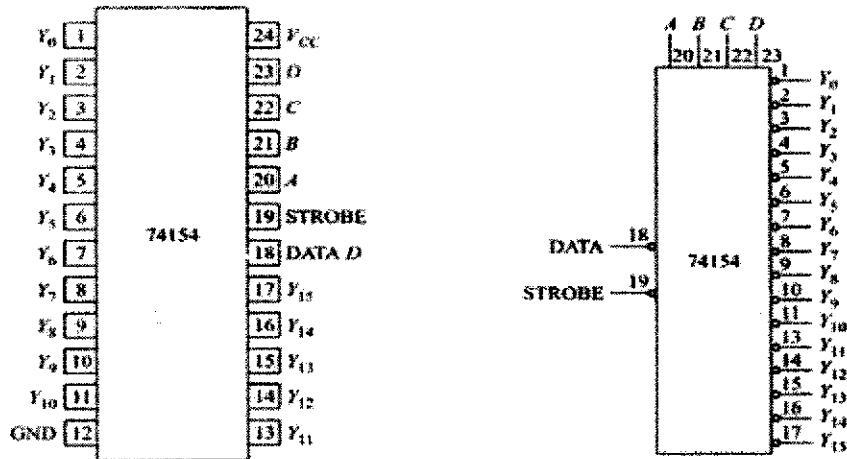 Y₀ 1 24 V_CC
Y₁ 2 23 D
Y₂ 3 22 C
Y₃ 4 21 B
Y₄ 5 20 A
Y₅ 6 19 STROBE
74154
Y₆ 7 18 DATA D
Y₇ 8 17 Y₁₅
Y₈ 9 16 Y₁₄
Y₉ 10 15 Y₁₃
Y₁₀ 11 14 Y₁₂
GND 12 13 Y₁₁
A B C D
20 21 22 23
1 Y₀
2 Y₁
3 Y₂
4 Y₃
5 Y₄
6 Y₅
7 Y₆
DATA 18 8 Y₇
74154
9 Y₈
STROBE 19 10 Y₉
11 Y₁₀
13 Y₁₁
14 Y₁₂
15 Y₁₃
16 Y₁₄
17 Y₁₅